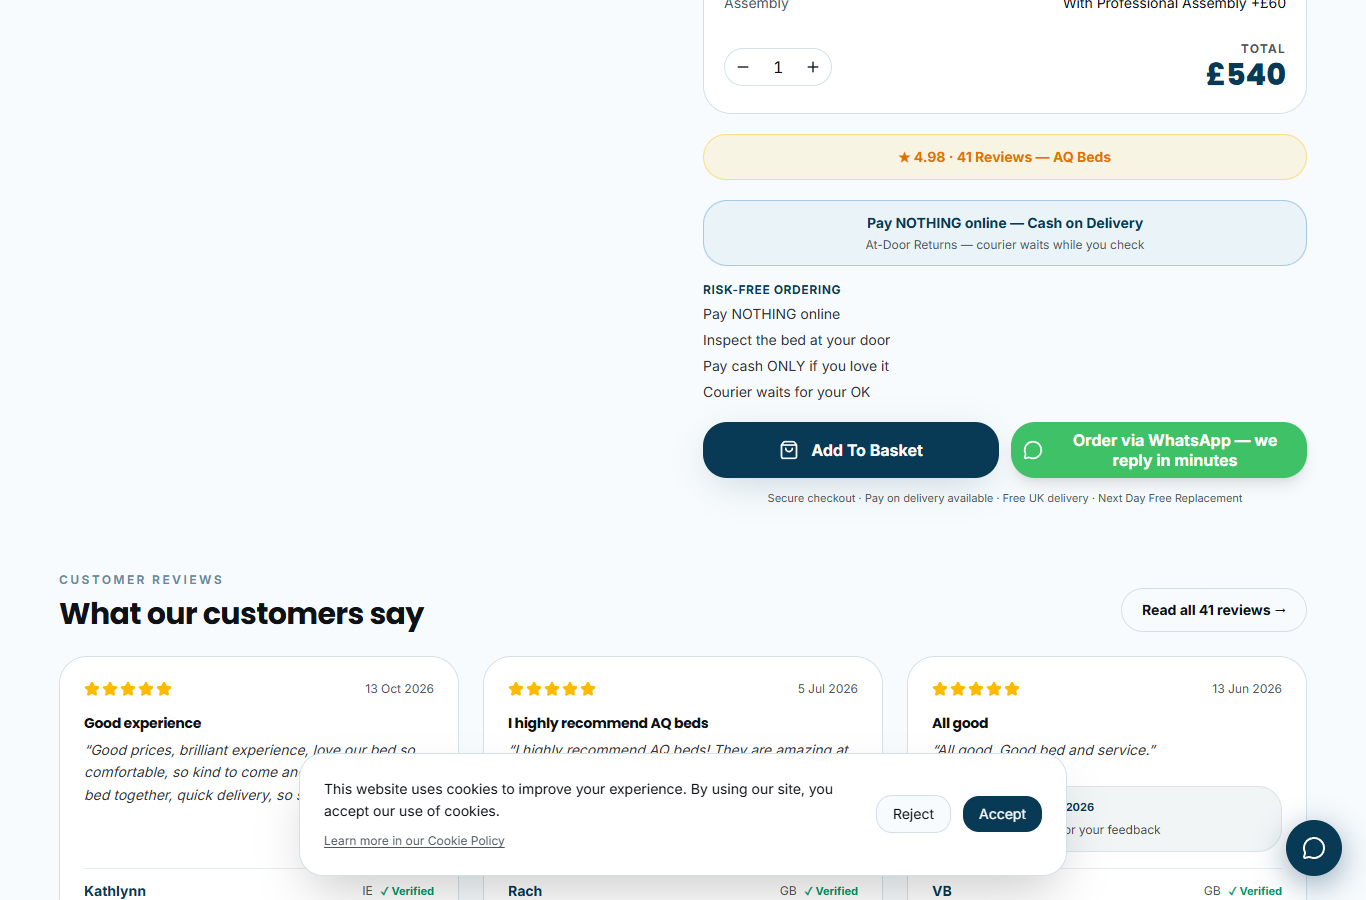 Assembly With Professional Assembly +£60
TOTAL
− 1 +
£540
★ 4.98 · 41 Reviews — AQ Beds
Pay NOTHING online — Cash on Delivery
At-Door Returns — courier waits while you check
RISK-FREE ORDERING
Pay NOTHING online
Inspect the bed at your door
Pay cash ONLY if you love it
Courier waits for your OK
Add To Basket
Order via WhatsApp — we
reply in minutes
Secure checkout · Pay on delivery available · Free UK delivery · Next Day Free Replacement
CUSTOMER REVIEWS
What our customers say
Read all 41 reviews →
13 Oct 2026
Good experience
“Good prices, brilliant experience, love our bed so
comfortable, so kind to come
bed together, quick delivery, so
Kathlynn IE ✓ Verified
5 Jul 2026
I highly recommend AQ beds
“I highly recommend AQ beds! They are amazing at
Rach GB ✓ Verified
13 Jun 2026
All good
“All good. Good bed and service.”
2026
your feedback
VB GB ✓ Verified
This website uses cookies to improve your experience. By using our site, you
accept our use of cookies.
Learn more in our Cookie Policy
Reject
Accept